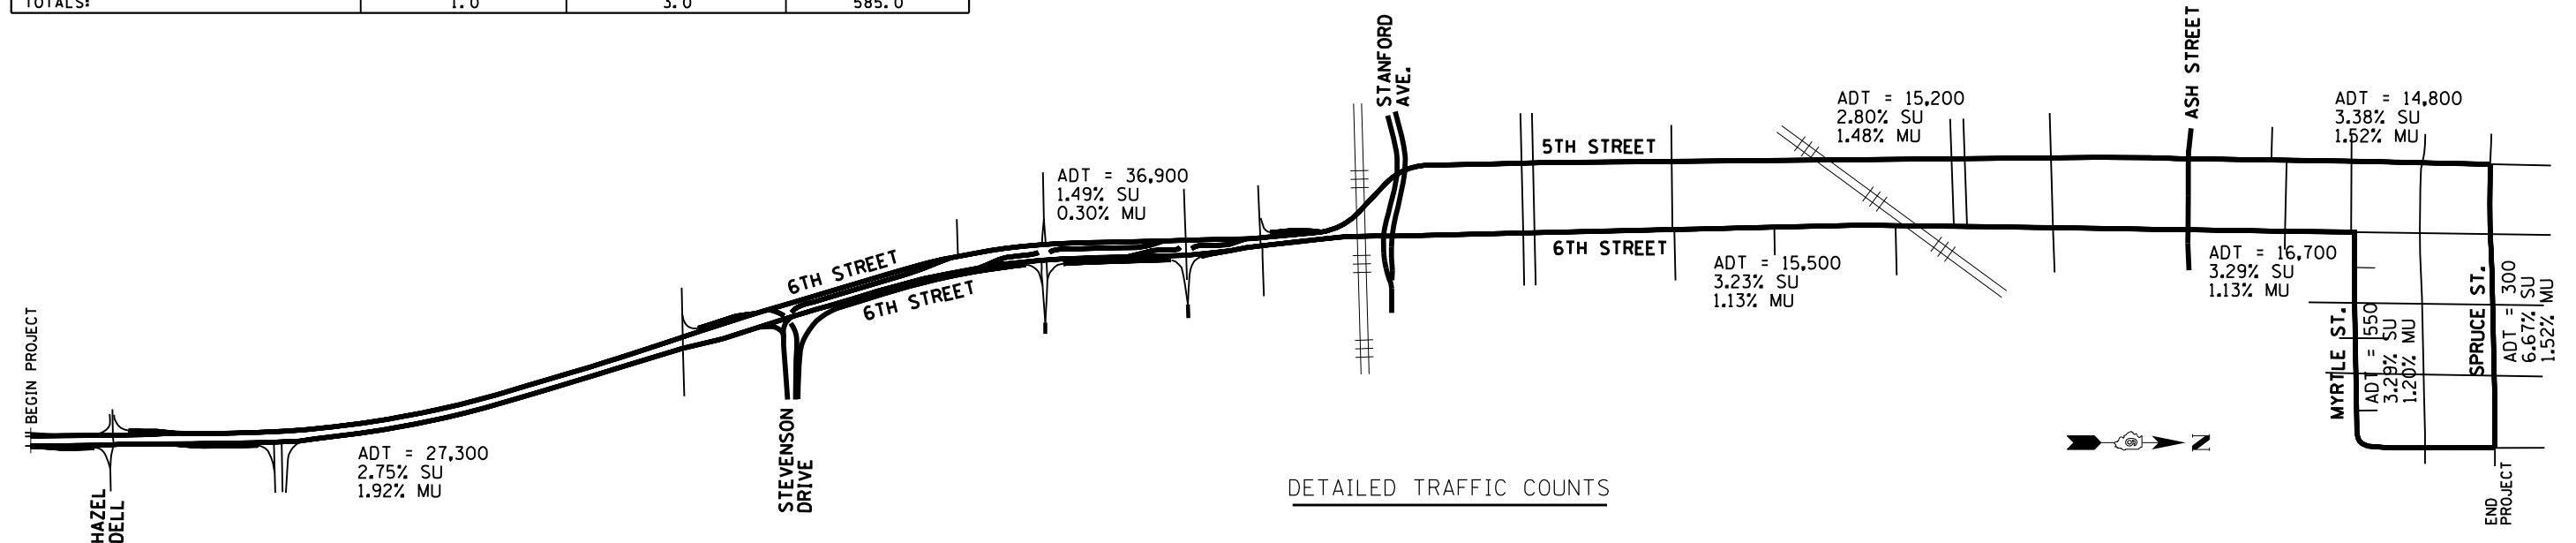 TOTALS: 1.0 3.0 585.0
STANFORD
AVE.
ASH STREET
ADT = 15,200
2.80% SU
1.48% MU
ADT = 14,800
3.38% SU
1.52% MU
5TH STREET
ADT = 36,900
1.49% SU
0.30% MU
6TH STREET
6TH STREET
6TH STREET
ADT = 15,500
3.23% SU
1.13% MU
ADT = 16,700
3.29% SU
1.13% MU
BEGIN PROJECT
MYRTLE ST.
ADT = 550
3.29% SU
1.20% MU
SPRUCE ST.
ADT = 300
6.67% SU
1.52% MU
HAZEL
DELL
ADT = 27,300
2.75% SU
1.92% MU
STEVENSON
DRIVE
N
DETAILED TRAFFIC COUNTS
END
PROJECT